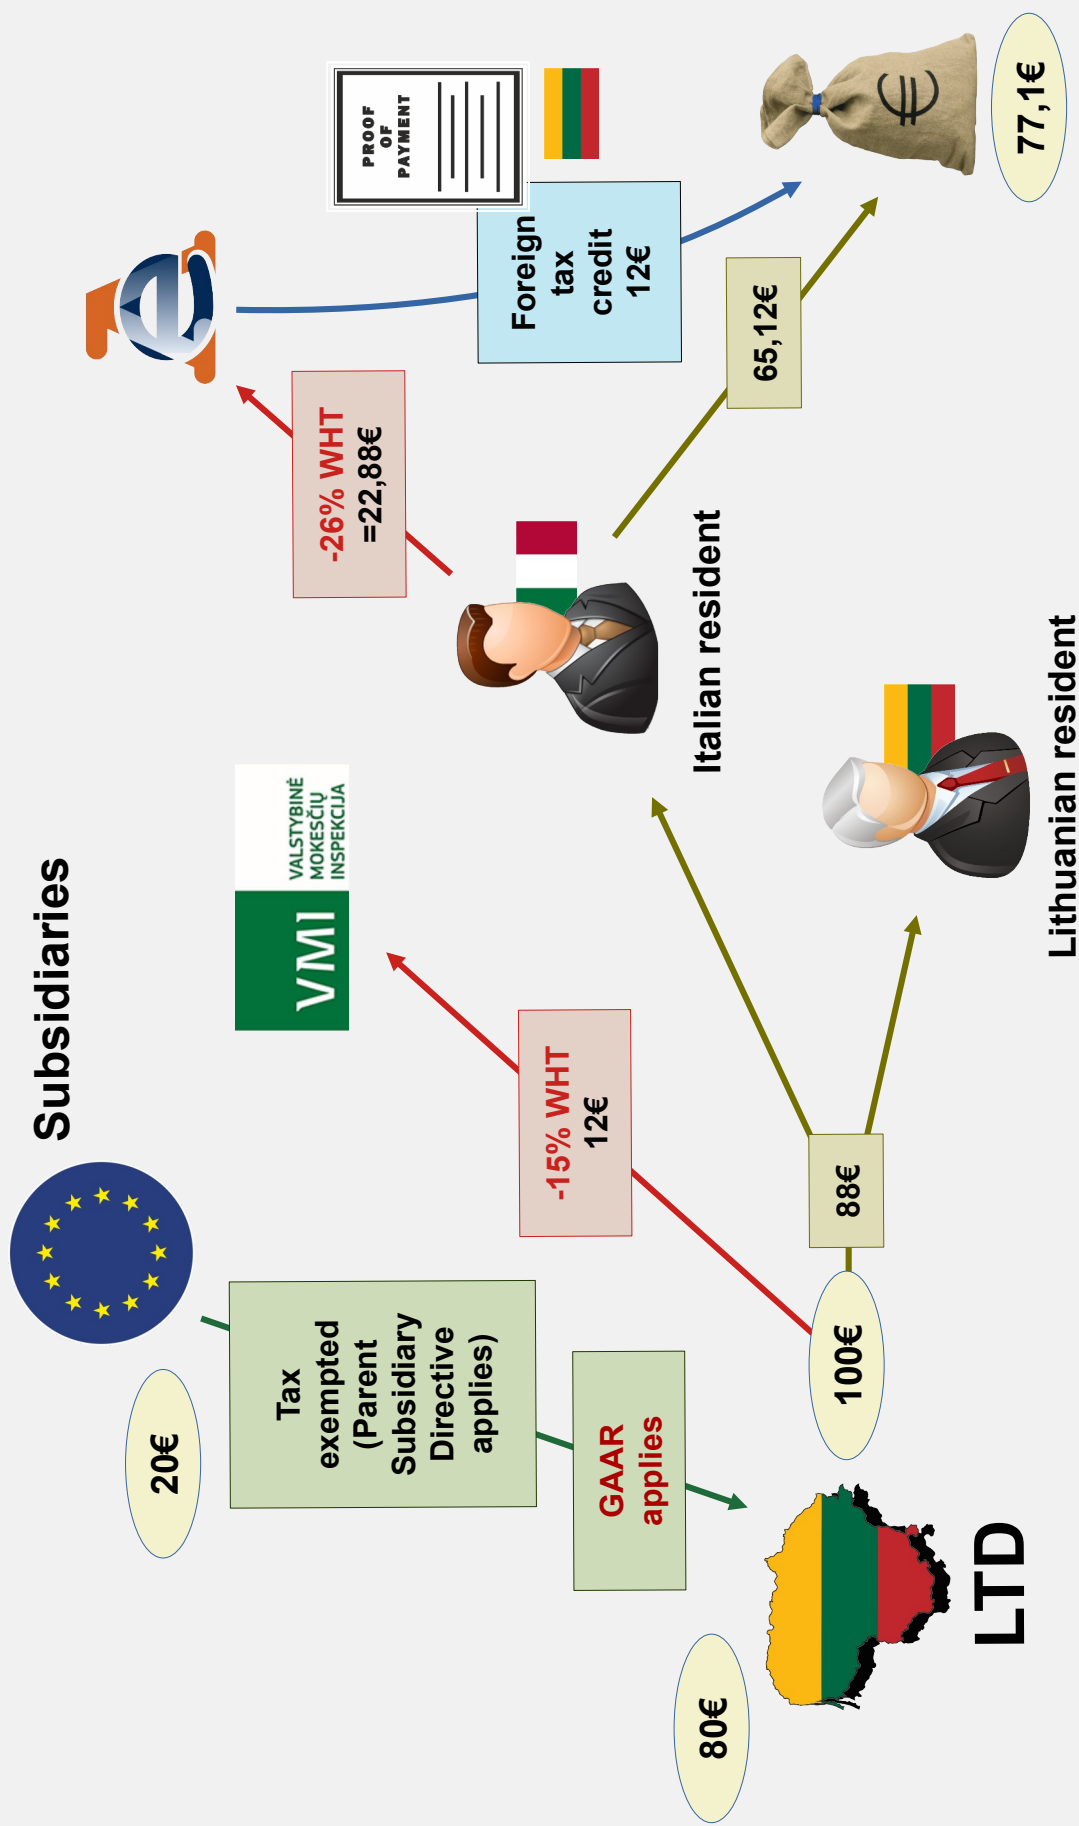 Subsidiaries
20€
Tax
exempted
(Parent
Subsidiary
Directive
applies)
GAAR
applies
80€
LTD
100€
-15% WHT
12€
VMI
VALSTYBINĖ
MOKESČIŲ
INSPEKCIJA
88€
Lithuanian resident
Italian resident
-26% WHT
=22,88€
PROOF
OF
PAYMENT
Foreign
tax
credit
12€
65,12€
€
77,1€